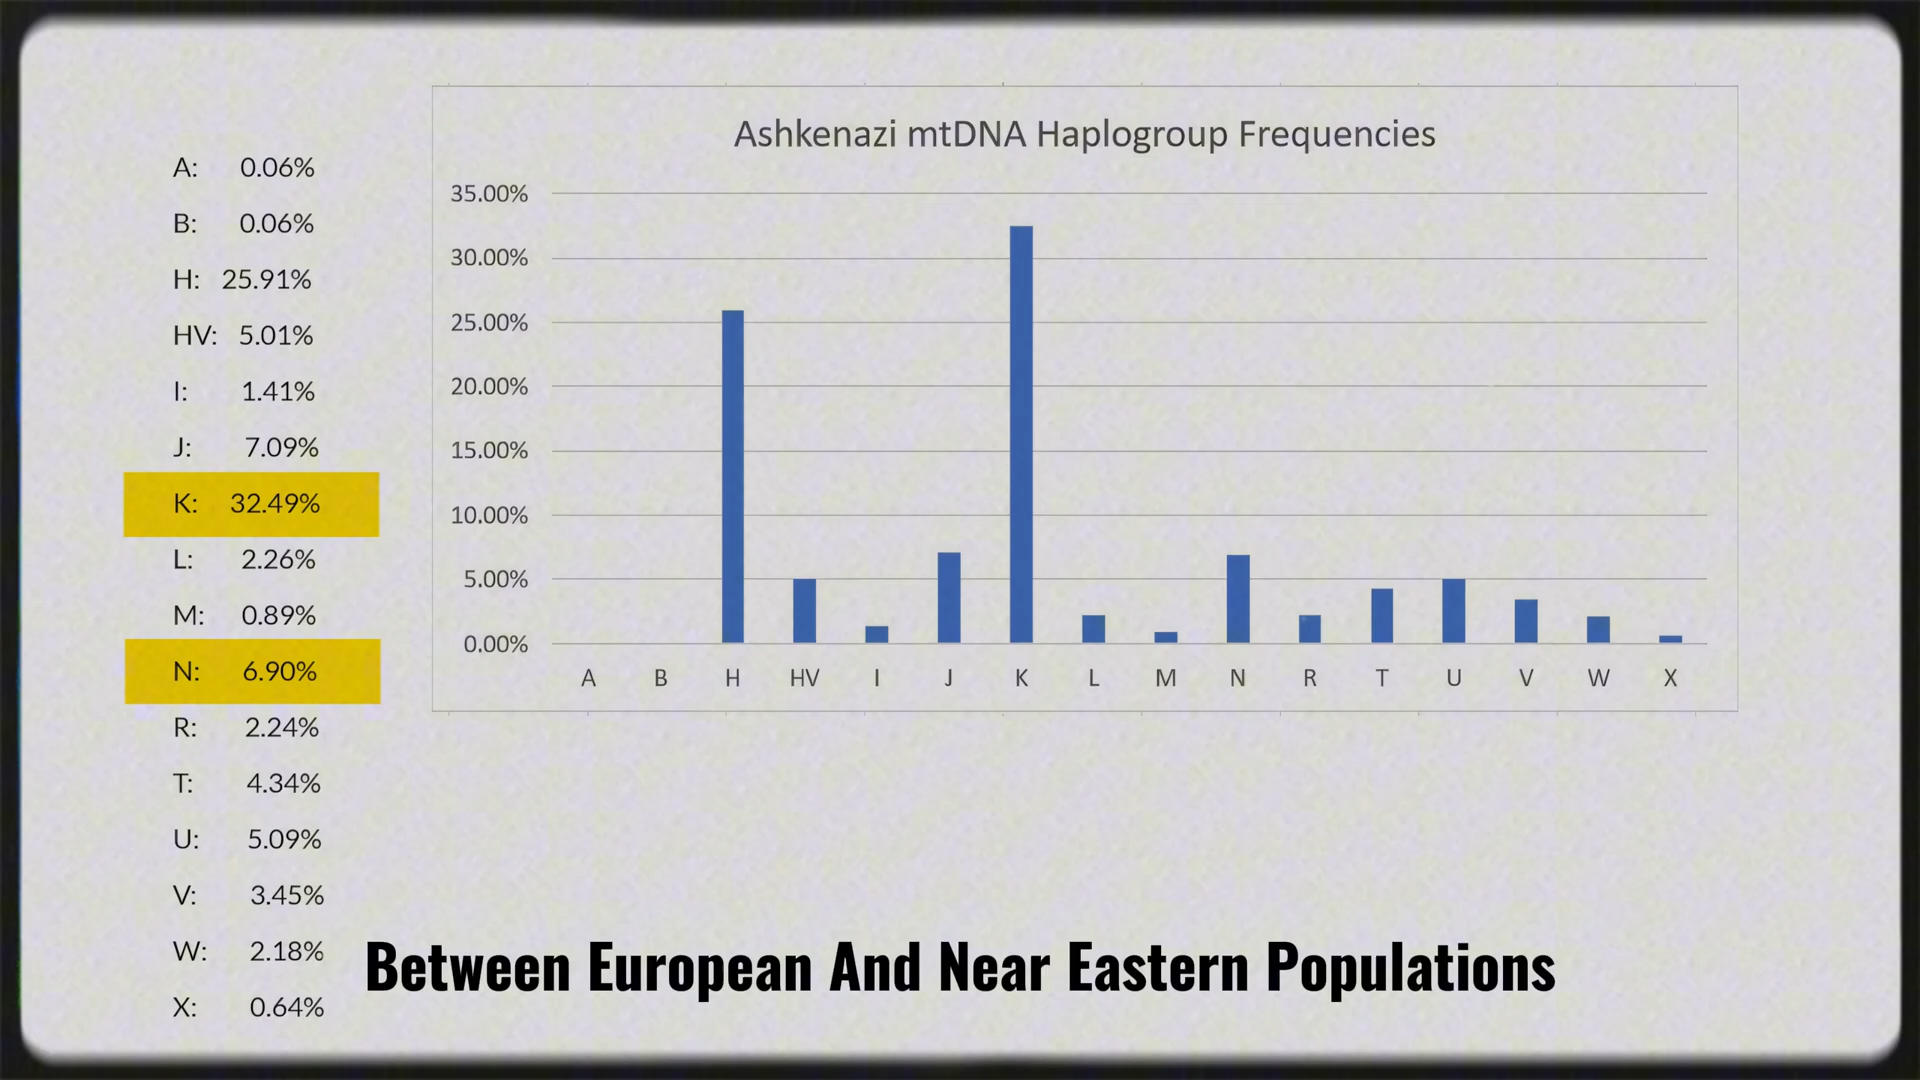 A: 0.06%
B: 0.06%
H: 25.91%
HV: 5.01%
I: 1.41%
J: 7.09%
K: 32.49%
L: 2.26%
M: 0.89%
N: 6.90%
R: 2.24%
T: 4.34%
U: 5.09%
V: 3.45%
W: 2.18%
X: 0.64%
Ashkenazi mtDNA Haplogroup Frequencies
35.00%
30.00%
25.00%
20.00%
15.00%
10.00%
5.00%
0.00%
A B H HV I J K L M N R T U V W X
Between European And Near Eastern Populations